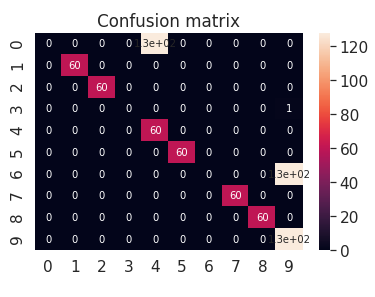 Confusion matrix
0 0 0 0 0 1.3e+02 0 0 0 0 0
1 0 60 0 0 0 0 0 0 0 0
2 0 0 60 0 0 0 0 0 0 0
3 0 0 0 0 0 0 0 0 0 1
4 0 0 0 0 60 0 0 0 0 0
5 0 0 0 0 0 60 0 0 0 0
6 0 0 0 0 0 0 0 0 0 1.3e+02
7 0 0 0 0 0 0 0 60 0 0
8 0 0 0 0 0 0 0 0 60 0
9 0 0 0 0 0 0 0 0 0 1.3e+02
0 1 2 3 4 5 6 7 8 9
120
100
80
60
40
20
0